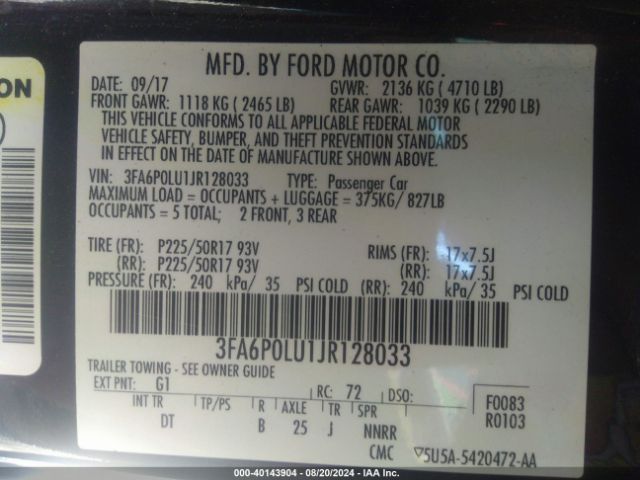 ON
MFD. BY FORD MOTOR CO.
DATE: 09/17 GVWR: 2136 KG ( 4710 LB)
FRONT GAWR: 1118 KG ( 2465 LB) REAR GAWR: 1039 KG ( 2290 LB)
THIS VEHICLE CONFORMS TO ALL APPLICABLE FEDERAL MOTOR
VEHICLE SAFETY, BUMPER, AND THEFT PREVENTION STANDARDS
IN EFFECT ON THE DATE OF MANUFACTURE SHOWN ABOVE.
VIN: 3FA6P0LU1JR128033 TYPE: Passenger Car
MAXIMUM LOAD = OCCUPANTS + LUGGAGE = 375KG/ 827LB
OCCUPANTS = 5 TOTAL; 2 FRONT, 3 REAR
TIRE (FR): P225/50R17 93V RIMS (FR): 17x7.5J
(RR): P225/50R17 93V (RR): 17x7.5J
PRESSURE (FR): 240 kPa/ 35 PSI COLD (RR): 240 kPa/ 35 PSI COLD
3FA6P0LU1JR128033
TRAILER TOWING - SEE OWNER GUIDE
EXT PNT: G1 RC: 72 DSO: F0083
INT TR TP/PS R AXLE TR SPR R0103
DT B 25 J NNRR
CMC 5U5A-5420472-AA
000-40143904 - 08/20/2024 - IAA Inc.